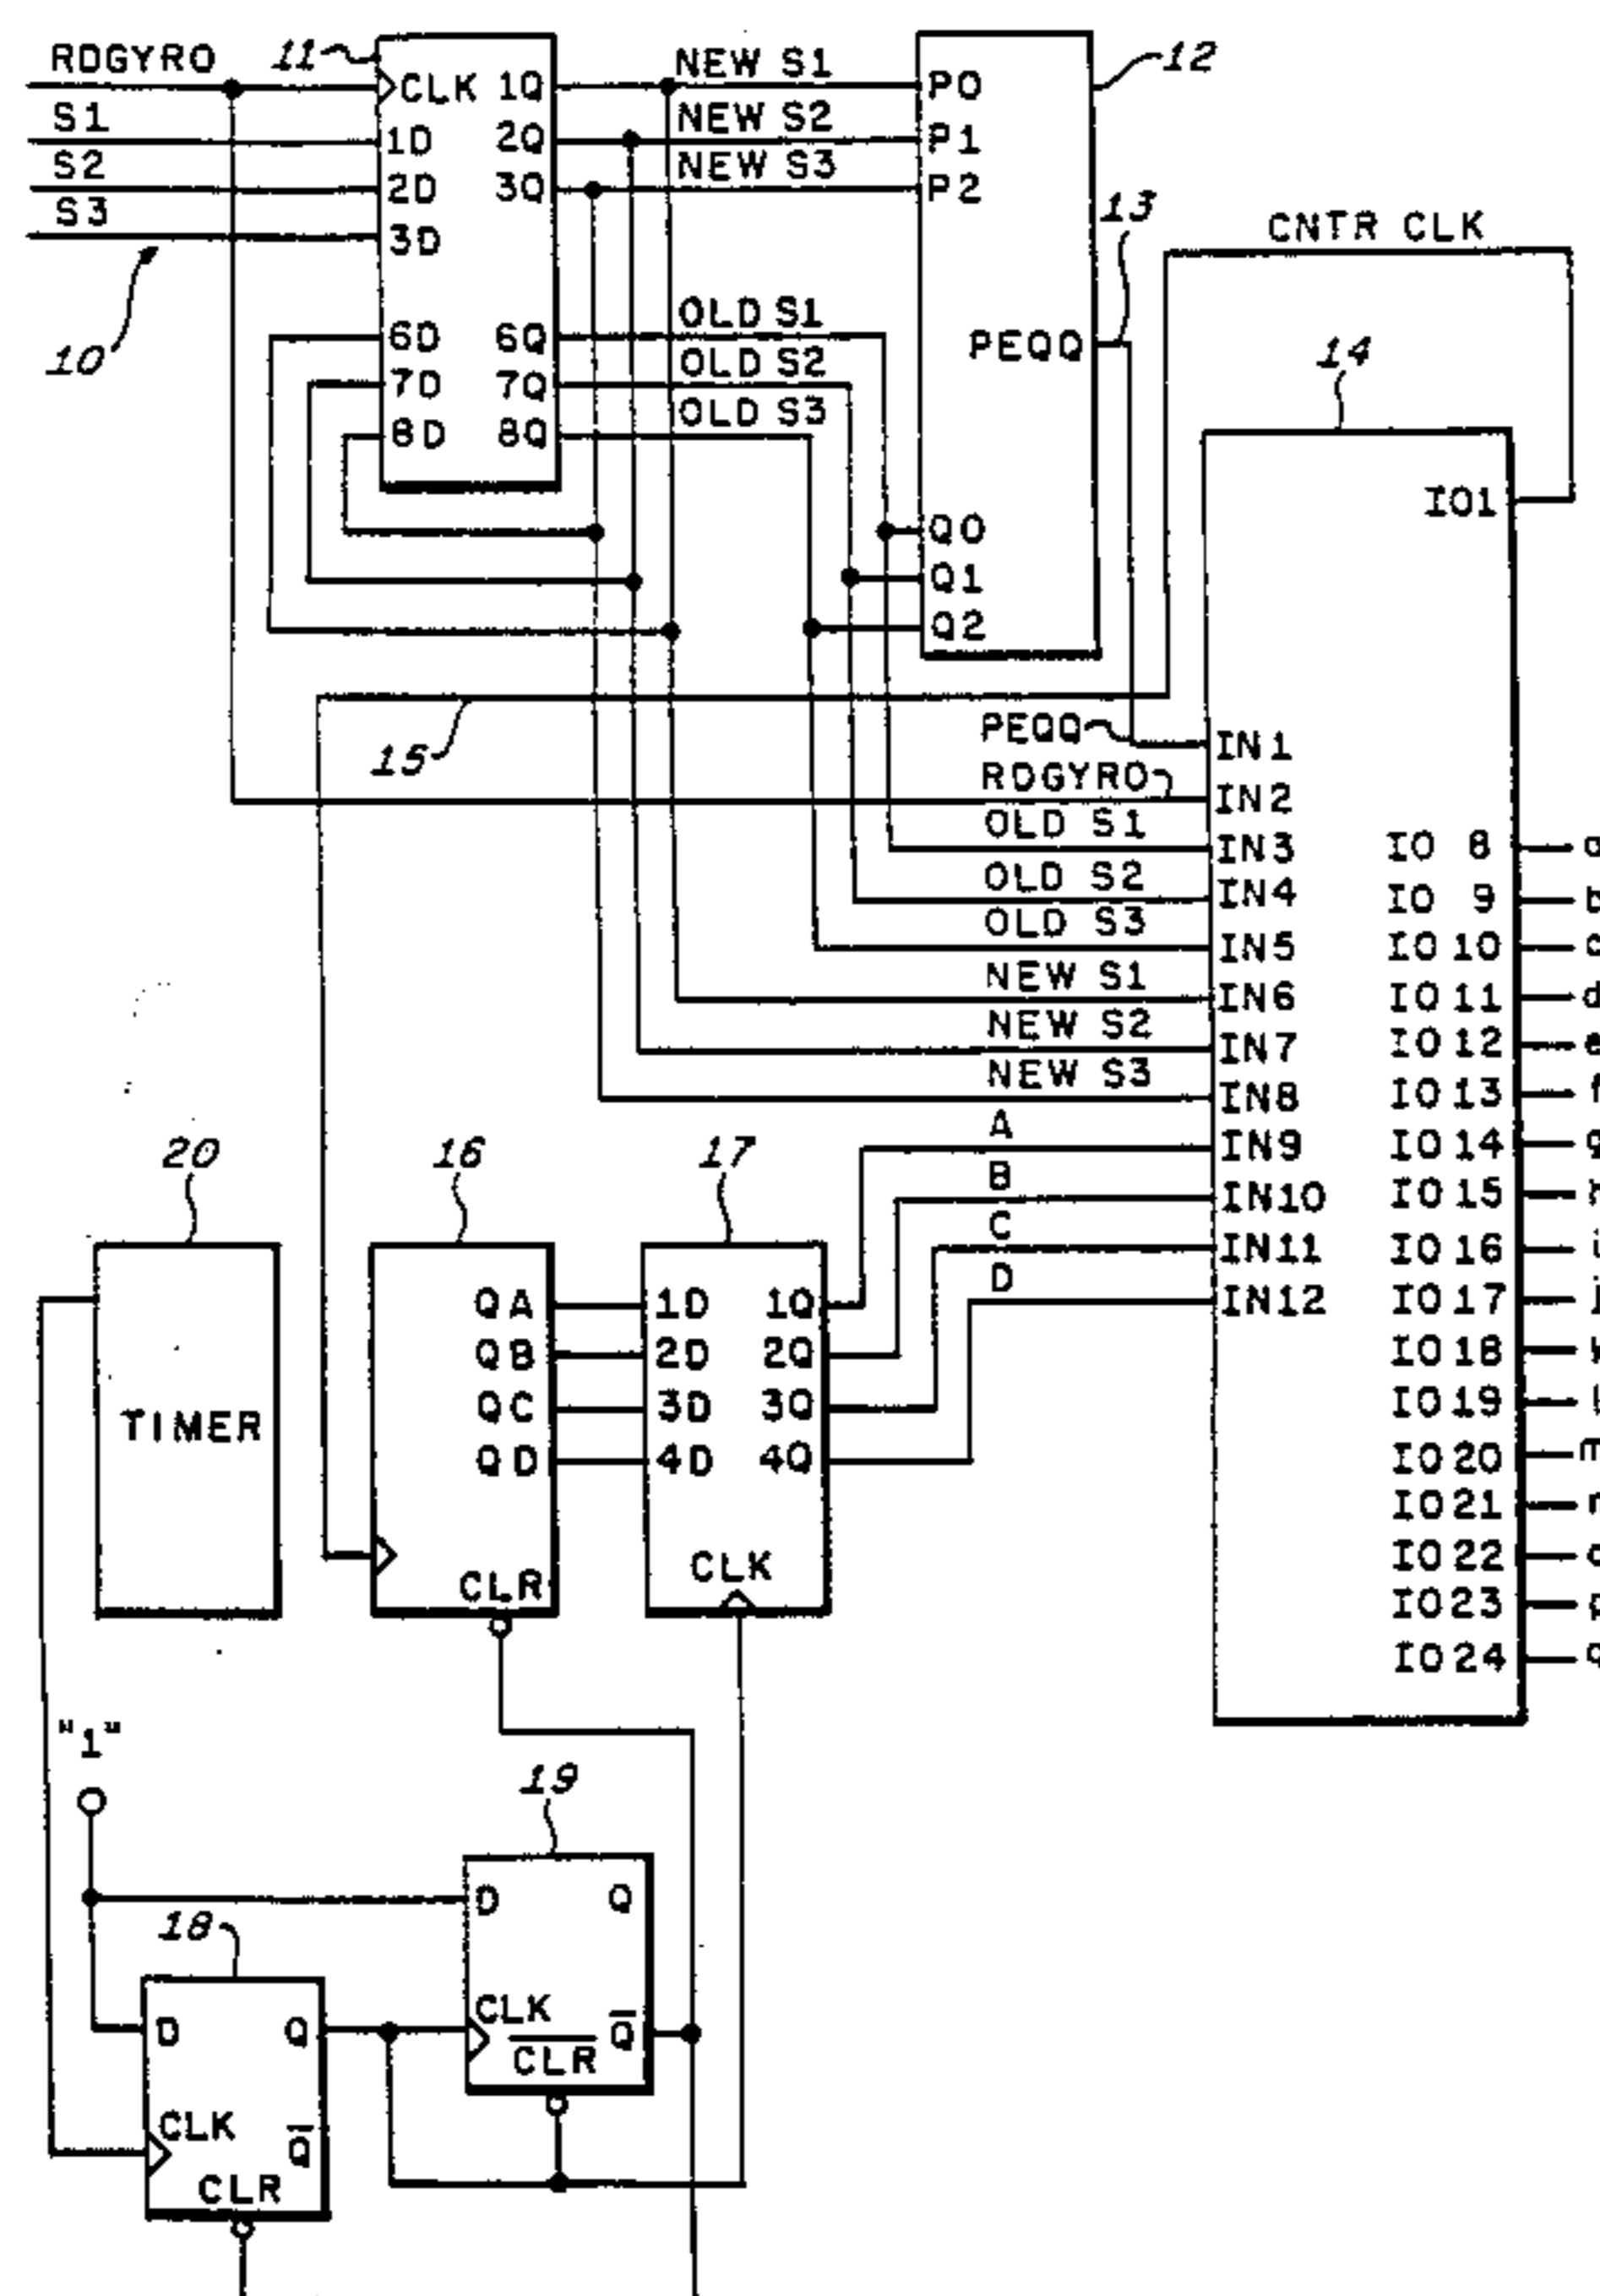 RDGYRO
S1
S2
S3
10
11
CLK 1Q
1D 2Q
2D 3Q
3D
6D 6Q
7D 7Q
8D 8Q
NEW S1
NEW S2
NEW S3
OLD S1
OLD S2
OLD S3
12
P0
P1
P2
PEQQ
Q0
Q1
Q2
13
CNTR CLK
14
IO1
15
PEQQ
RDGYRO
OLD S1
OLD S2
OLD S3
NEW S1
NEW S2
NEW S3
A
B
C
D
IN1
IN2
IN3
IN4
IN5
IN6
IN7
IN8
IN9
IN10
IN11
IN12
IO 8
IO 9
IO 10
IO 11
IO 12
IO 13
IO 14
IO 15
IO 16
IO 17
IO 18
IO 19
IO 20
IO 21
IO 22
IO 23
IO 24
20
TIMER
16
QA
QB
QC
QD
CLR
17
1D 1Q
2D 2Q
3D 3Q
4D 4Q
CLK
"1"
19
D Q
CLK
CLR Q̅
18
D Q
CLK
Q̅
CLR